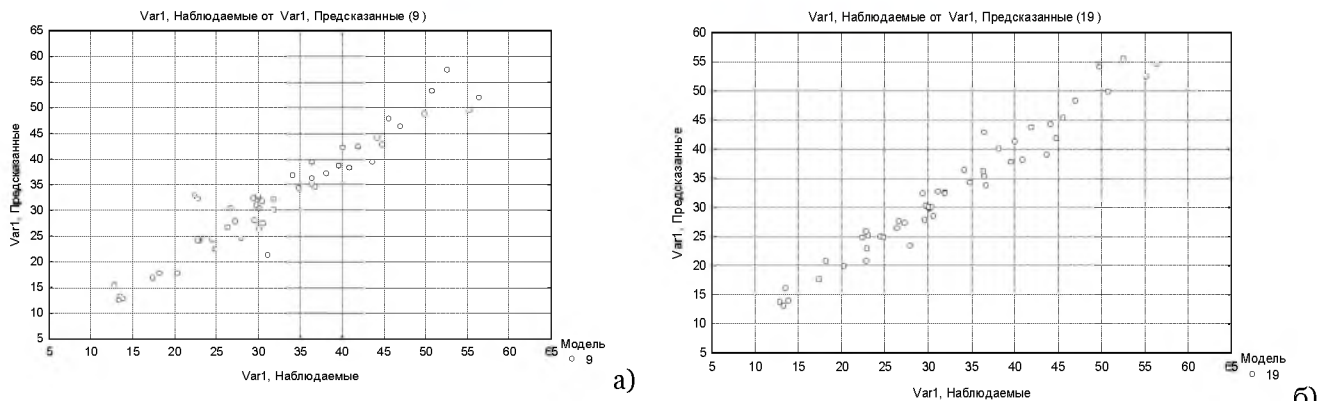 Var1, Наблюдаемые от Var1, Предсказанные (9 )
65
60
55
50
45
40
35
30
25
20
15
10
5
Var1, Предсказанные
5 10 15 20 25 30 35 40 45 50 55 60 65
Var1, Наблюдаемые
Модель
9
а)
Var1, Наблюдаемые от Var1, Предсказанные (19 )
60
55
50
45
40
35
30
25
20
15
10
5
Var1, Предсказанные
5 10 15 20 25 30 35 40 45 50 55 60 65
Var1, Наблюдаемые
Модель
19
б)